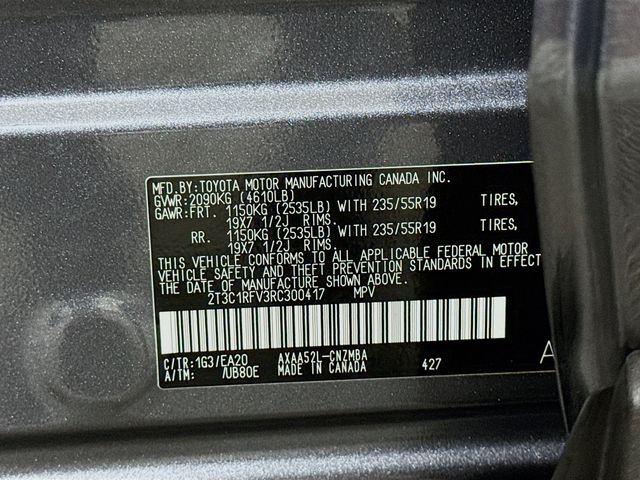 MFD.BY:TOYOTA MOTOR MANUFACTURING CANADA INC.
GVWR:2090KG (4610LB)
GAWR:FRT. 1150KG (2535LB) WITH 235/55R19 TIRES,
19X7 1/2J RIMS.
RR. 1150KG (2535LB) WITH 235/55R19 TIRES,
19X7 1/2J RIMS.
THIS VEHICLE CONFORMS TO ALL APPLICABLE FEDERAL MOTOR
VEHICLE SAFETY AND THEFT PREVENTION STANDARDS IN EFFECT
THE DATE OF MANUFACTURE SHOWN ABOVE.
2T3C1RFV3RC300417 MPV
C/TR:1G3/EA20 AXAA52L-CNZMBA
A/TM: /UB80E MADE IN CANADA 427
A